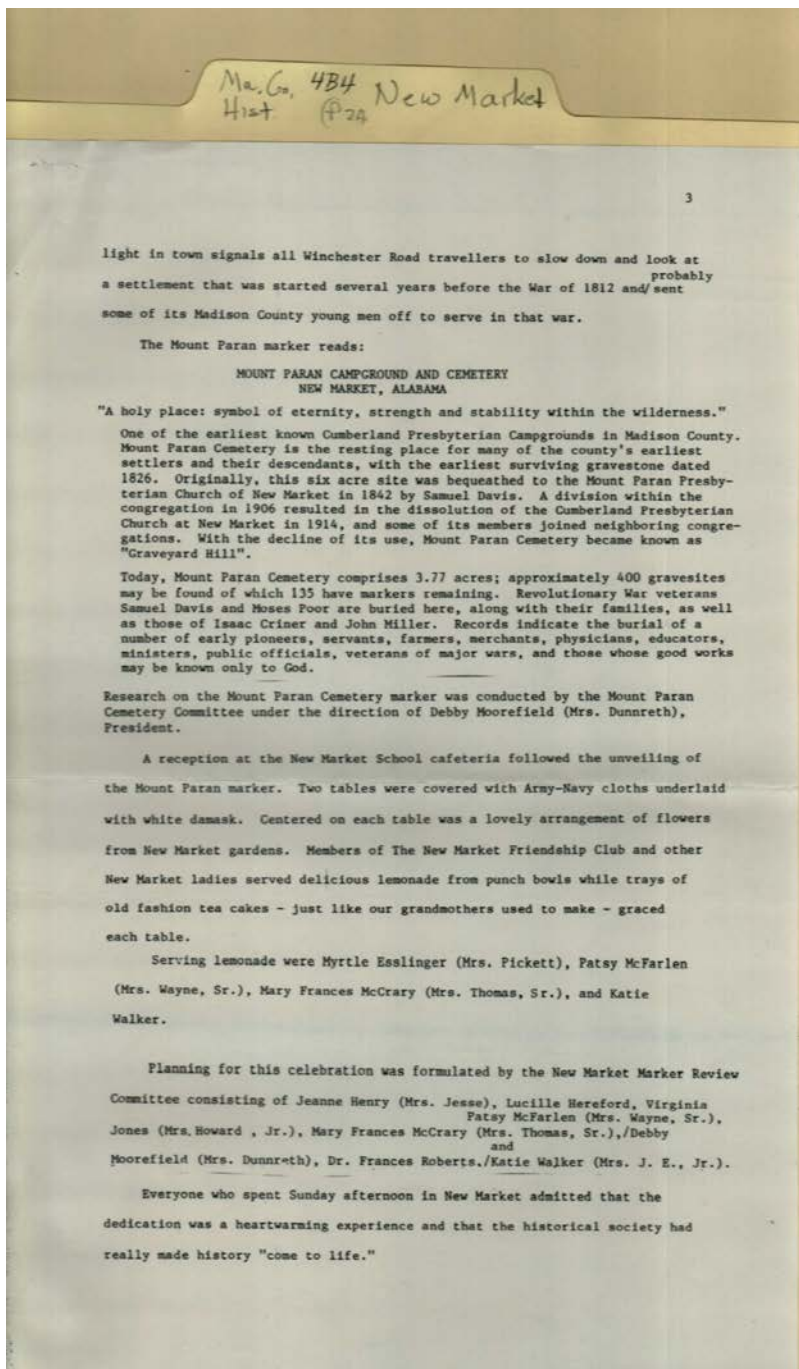 Ma. Co. 4B4 New Market
Hist P24
3
light in town signals all Winchester Road travellers to slow down and look at
probably
a settlement that was started several years before the War of 1812 and/sent
some of its Madison County young men off to serve in that war.
The Mount Paran marker reads:
MOUNT PARAN CAMPGROUND AND CEMETERY
NEW MARKET, ALABAMA
"A holy place: symbol of eternity, strength and stability within the wilderness."
One of the earliest known Cumberland Presbyterian Campgrounds in Madison County.
Mount Paran Cemetery is the resting place for many of the county's earliest
settlers and their descendants, with the earliest surviving gravestone dated
1826. Originally, this six acre site was bequeathed to the Mount Paran Presby-
terian Church of New Market in 1842 by Samuel Davis. A division within the
congregation in 1906 resulted in the dissolution of the Cumberland Presbyterian
Church at New Market in 1914, and some of its members joined neighboring congre-
gations. With the decline of its use, Mount Paran Cemetery became known as
"Graveyard Hill".
Today, Mount Paran Cemetery comprises 3.77 acres; approximately 400 gravesites
may be found of which 135 have markers remaining. Revolutionary War veterans
Samuel Davis and Moses Poor are buried here, along with their families, as well
as those of Isaac Criner and John Miller. Records indicate the burial of a
number of early pioneers, servants, farmers, merchants, physicians, educators,
ministers, public officials, veterans of major wars, and those whose good works
may be known only to God.
Research on the Mount Paran Cemetery marker was conducted by the Mount Paran
Cemetery Committee under the direction of Debby Moorefield (Mrs. Dunnreth),
President.
A reception at the New Market School cafeteria followed the unveiling of
the Mount Paran marker. Two tables were covered with Army-Navy cloths underlaid
with white damask. Centered on each table was a lovely arrangement of flowers
from New Market gardens. Members of The New Market Friendship Club and other
New Market ladies served delicious lemonade from punch bowls while trays of
old fashion tea cakes - just like our grandmothers used to make - graced
each table.
Serving lemonade were Myrtle Esslinger (Mrs. Pickett), Patsy McFarlen
(Mrs. Wayne, Sr.), Mary Frances McCrary (Mrs. Thomas, Sr.), and Katie
Walker.
Planning for this celebration was formulated by the New Market Marker Review
Committee consisting of Jeanne Henry (Mrs. Jesse), Lucille Hereford, Virginia
Patsy McFarlen (Mrs. Wayne, Sr.),
Jones (Mrs. Howard , Jr.), Mary Frances McCrary (Mrs. Thomas, Sr.),/Debby
and
Moorefield (Mrs. Dunnreth), Dr. Frances Roberts,/Katie Walker (Mrs. J. E., Jr.).
Everyone who spent Sunday afternoon in New Market admitted that the
dedication was a heartwarming experience and that the historical society had
really made history "come to life."